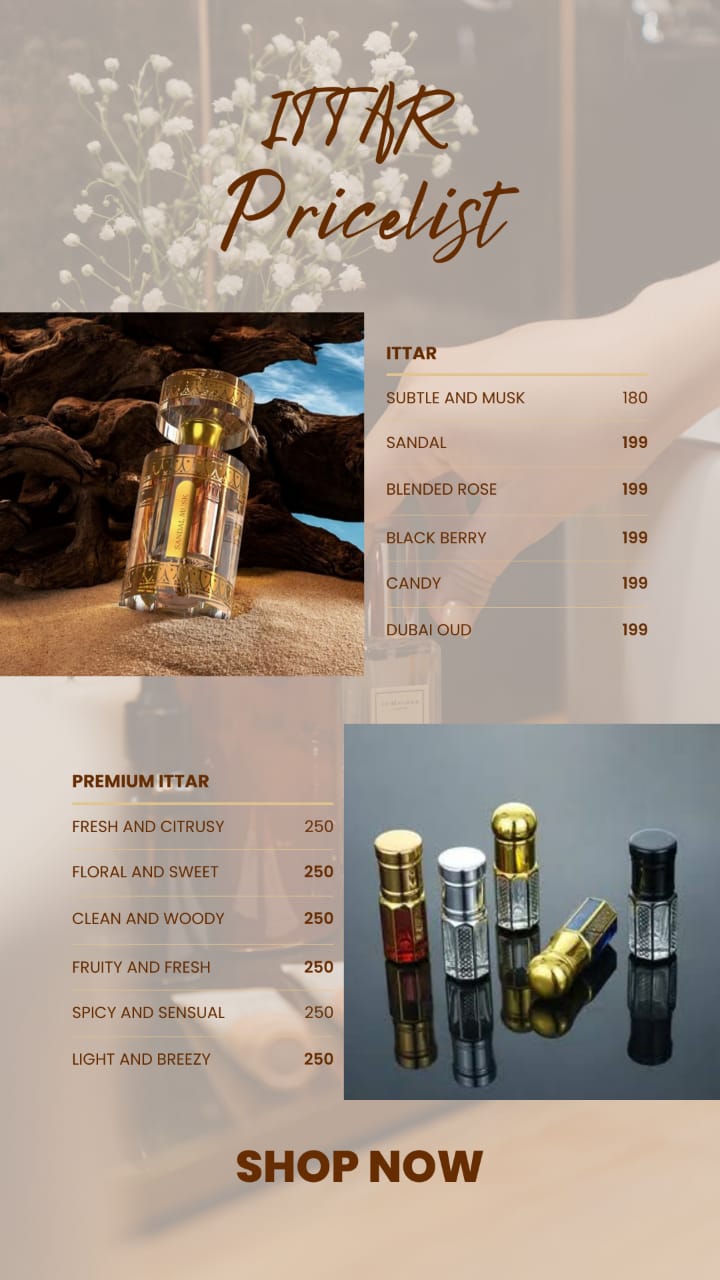 ITTAR
Pricelist
SANDAL MUSK
ITTAR
SUBTLE AND MUSK 180
SANDAL 199
BLENDED ROSE 199
BLACK BERRY 199
CANDY 199
DUBAI OUD 199
PREMIUM ITTAR
FRESH AND CITRUSY 250
FLORAL AND SWEET 250
CLEAN AND WOODY 250
FRUITY AND FRESH 250
SPICY AND SENSUAL 250
LIGHT AND BREEZY 250
SHOP NOW